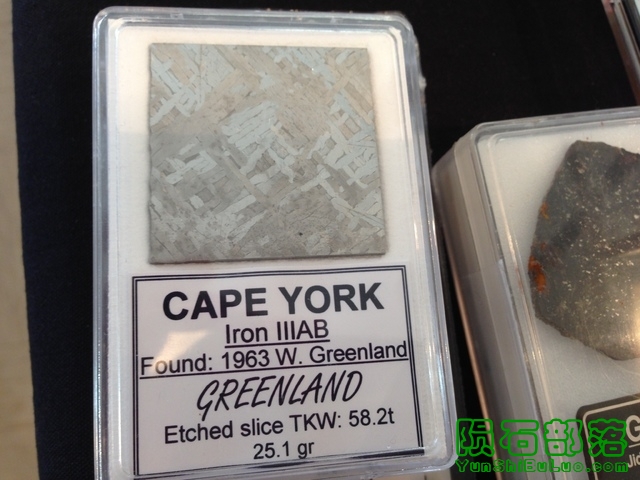 CAPE YORK
Iron IIIAB
Found: 1963 W. Greenland
GREENLAND
Etched slice TKW: 58.2t
25.1 gr
陨石部落
YunShiBuLuo.com